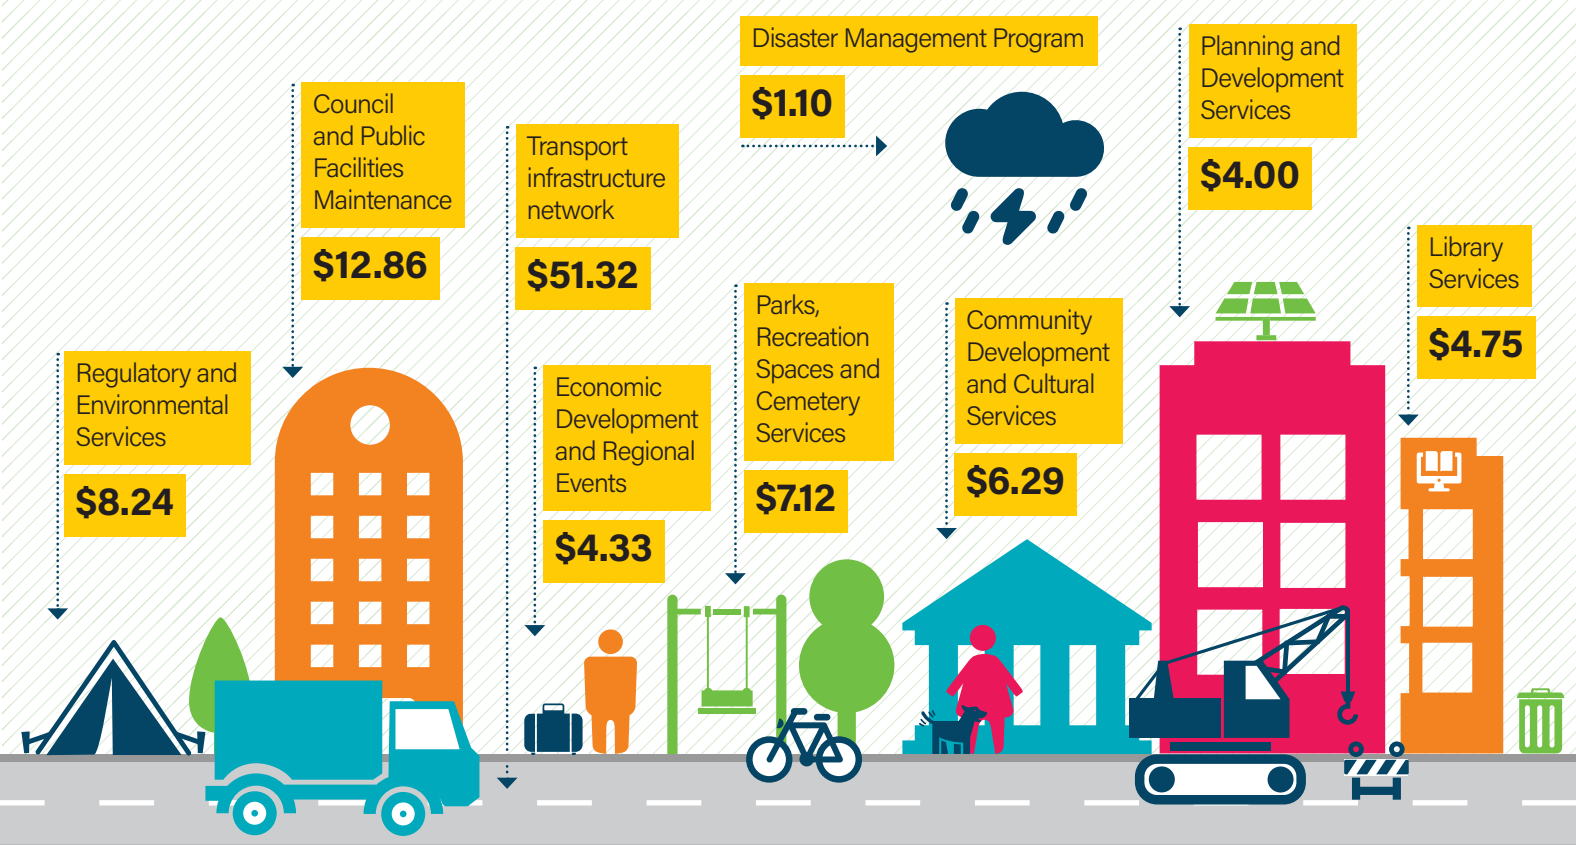 Disaster Management Program
$1.10
Planning and
Development
Services
$4.00
Council
and Public
Facilities
Maintenance
$12.86
Transport
infrastructure
network
$51.32
Library
Services
$4.75
Parks,
Recreation
Spaces and
Cemetery
Services
$7.12
Community
Development
and Cultural
Services
$6.29
Regulatory and
Environmental
Services
$8.24
Economic
Development
and Regional
Events
$4.33